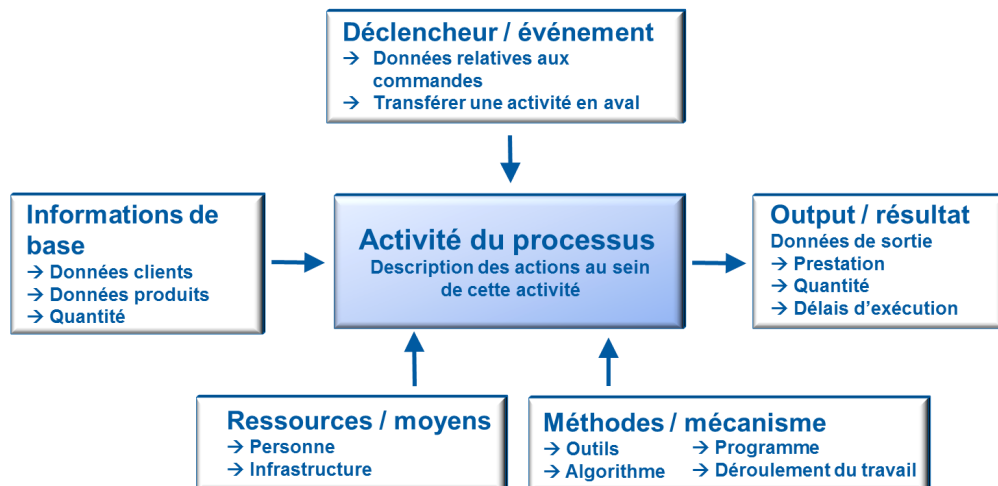 Déclencheur / événement
→ Données relatives aux
commandes
→ Transférer une activité en aval
Informations de
base
→ Données clients
→ Données produits
→ Quantité
Activité du processus
Description des actions au sein
de cette activité
Output / résultat
Données de sortie
→ Prestation
→ Quantité
→ Délais d'exécution
Ressources / moyens
→ Personne
→ Infrastructure
Méthodes / mécanisme
→ Outils
→ Algorithme
→ Programme
→ Déroulement du travail